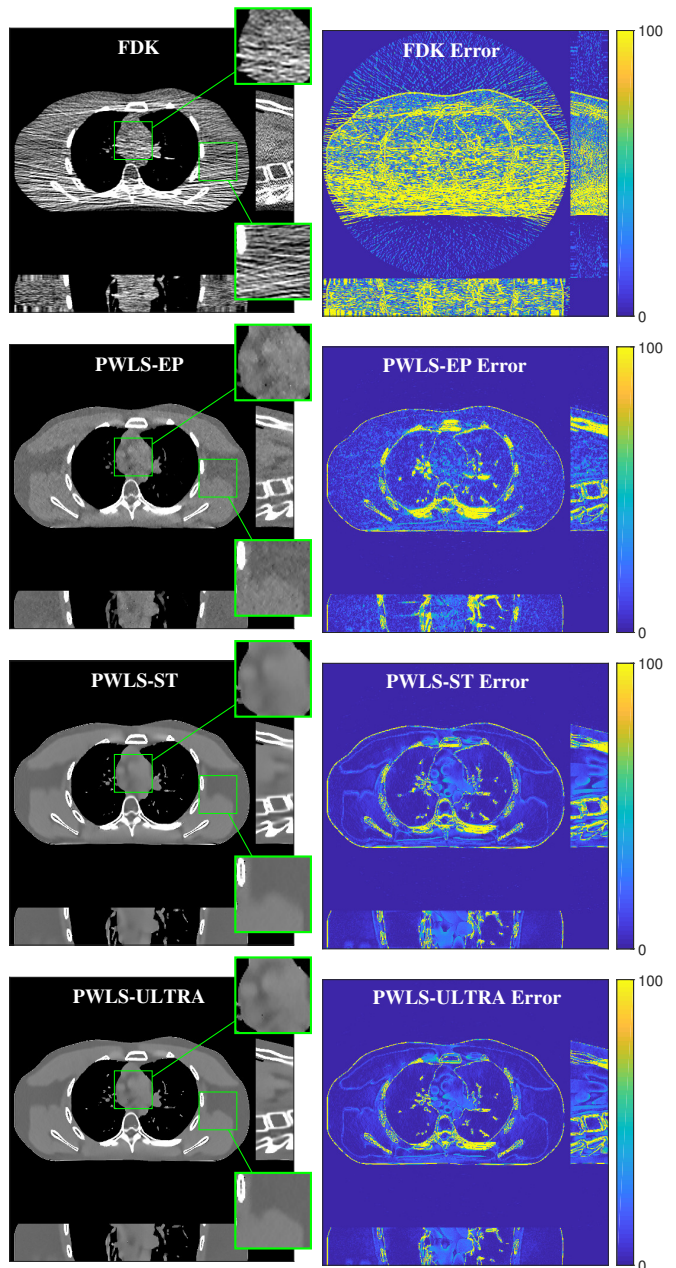 FDK
FDK Error
100
0
PWLS-EP
PWLS-EP Error
100
0
PWLS-ST
PWLS-ST Error
100
0
PWLS-ULTRA
PWLS-ULTRA Error
100
0